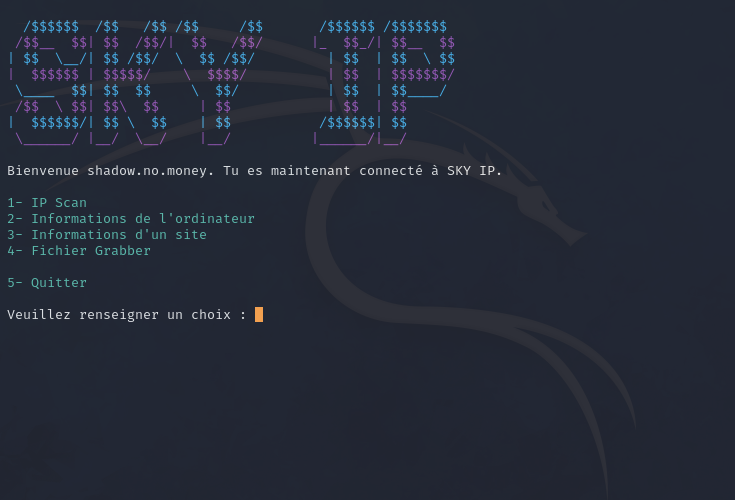 /$$$$$$  /$$   /$$ /$$     /$$       /$$$$$$ /$$$$$$$
 /$$__  $$| $$  /$$/|  $$   /$$/      |_  $$_/| $$__  $$
| $$  \__/| $$ /$$/  \  $$ /$$/         | $$  | $$  \ $$
|  $$$$$$ | $$$$$/    \  $$$$/          | $$  | $$$$$$$/
 \____  $$| $$  $$     \  $$/           | $$  | $$____/
 /$$  \ $$| $$\  $$     | $$            | $$  | $$
|  $$$$$$/| $$ \  $$    | $$           /$$$$$$| $$
 \______/ |__/  \__/    |__/          |______/|__/
Bienvenue shadow.no.money. Tu es maintenant connecté à SKY IP.
1- IP Scan
2- Informations de l'ordinateur
3- Informations d'un site
4- Fichier Grabber
5- Quitter
Veuillez renseigner un choix :